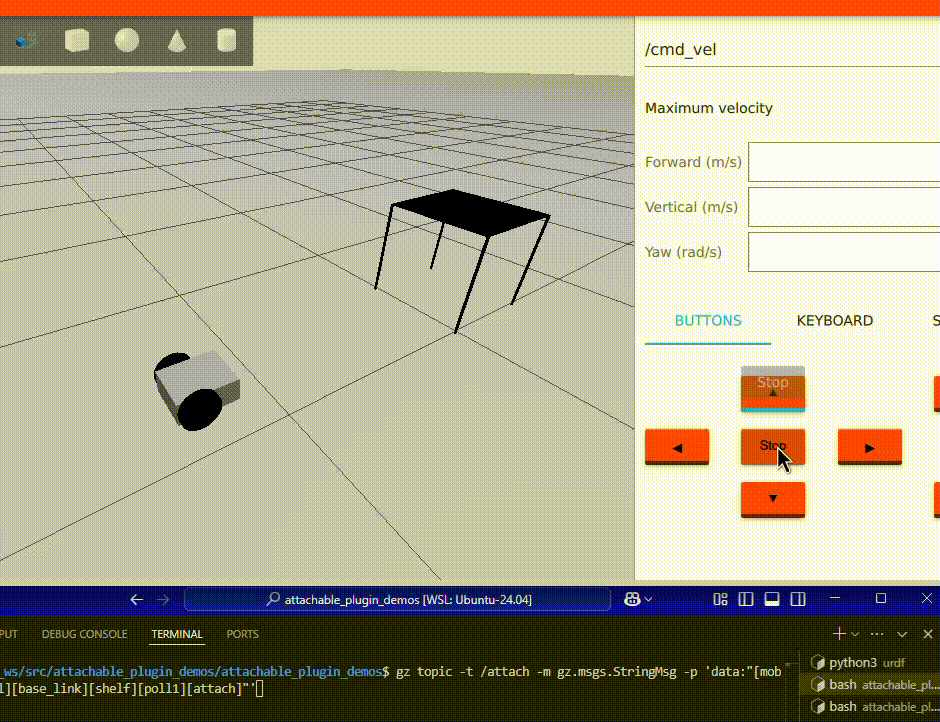 /cmd_vel
Maximum velocity
Forward (m/s)
Vertical (m/s)
Yaw (rad/s)
BUTTONS KEYBOARD S
Stop
Stop
attachable_plugin_demos [WSL: Ubuntu-24.04]
PUT DEBUG CONSOLE TERMINAL PORTS
_ws/src/attachable_plugin_demos/attachable_plugin_demos$ gz topic -t /attach -m gz.msgs.StringMsg -p 'data:"[mob
l][base_link][shelf][poll1][attach]"'
python3 urdf
bash attachable_pl...
bash attachable_pl...